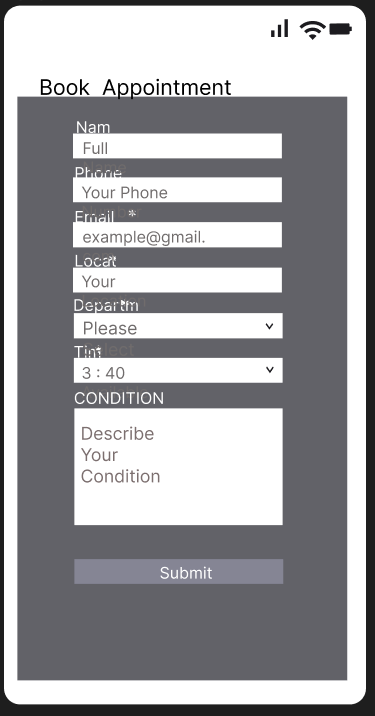 Book Appointment
Nam
Full
Phone
Your Phone
Email *
example@gmail.
Locat
Your
Departm
Please
Tim
3 : 40
CONDITION
Describe
Your
Condition
Submit